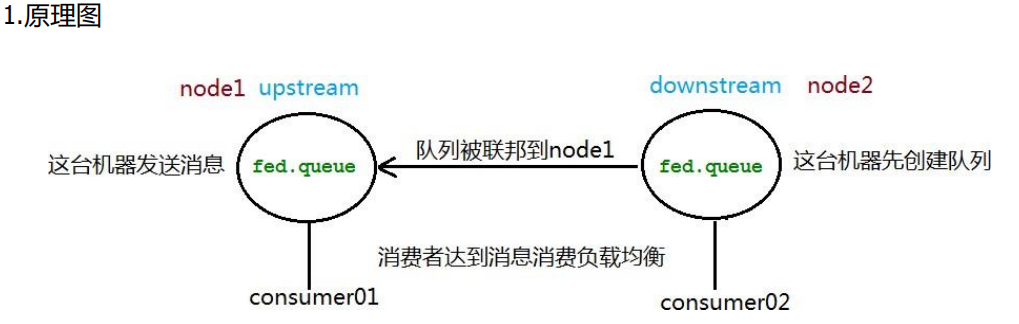 1.原理图
node1 upstream
downstream node2
队列被联邦到node1
这台机器发送消息
fed.queue
fed.queue
这台机器先创建队列
消费者达到消息消费负载均衡
consumer01
consumer02